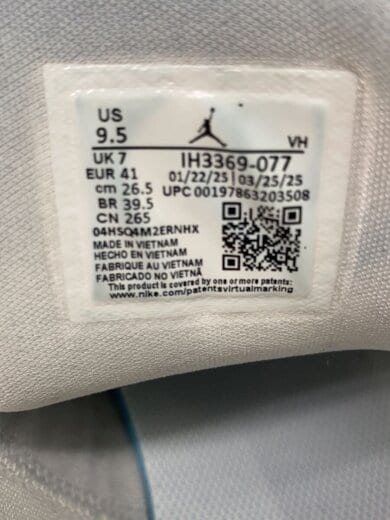 US
9.5
VH
UK 7
IH3369-077
EUR 41
01/22/25 03/25/25
cm 26.5
UPC 00197863203508
BR 39.5
CN 265
04HSQ4M2ERNHX
MADE IN VIETNAM
HECHO EN VIETNAM
FABRIQUE AU VIETNAM
FABRICADO NO VIETNÃ
This product is covered by one or more patents:
www.nike.com/patentsvirtualmarking